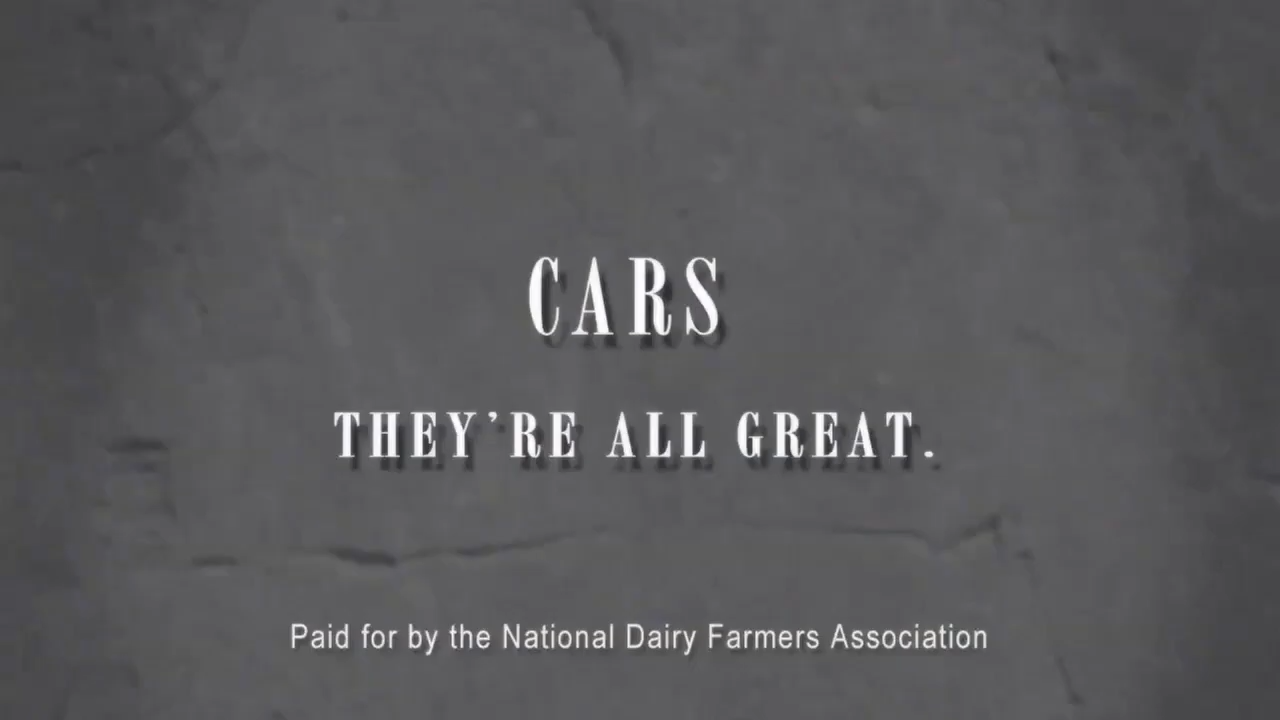 CARS
THEY’RE ALL GREAT.
Paid for by the National Dairy Farmers Association